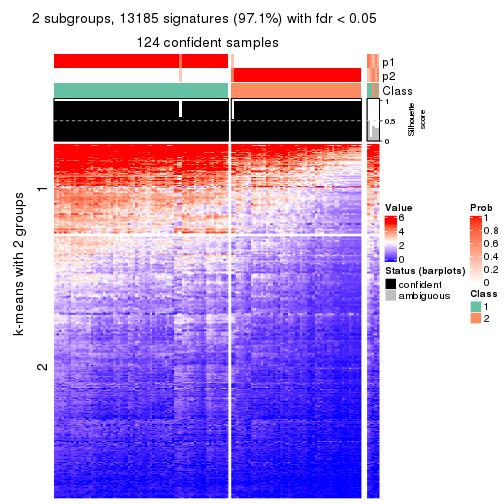 2 subgroups, 13185 signatures (97.1%) with fdr < 0.05
124 confident samples
p1
p2
Class
1
0.5
0
Silhouette
score
k-means with 2 groups
1
2
Value
6
4
2
0
Status (barplots)
confident
ambiguous
Prob
1
0.8
0.6
0.4
0.2
0
Class
1
2